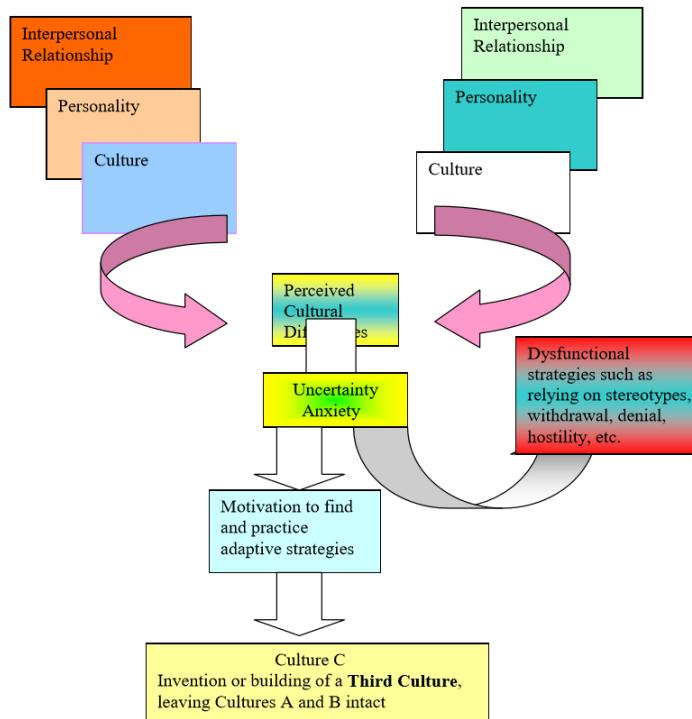 Interpersonal
Relationship
Personality
Culture
Interpersonal
Relationship
Personality
Culture
Perceived
Cultural
Uncertainty
Anxiety
Dysfunctional
strategies such as
relying on stereotypes,
withdrawal, denial,
hostility, etc.
Motivation to find
and practice
adaptive strategies
Culture C
Invention or building of a Third Culture,
leaving Cultures A and B intact